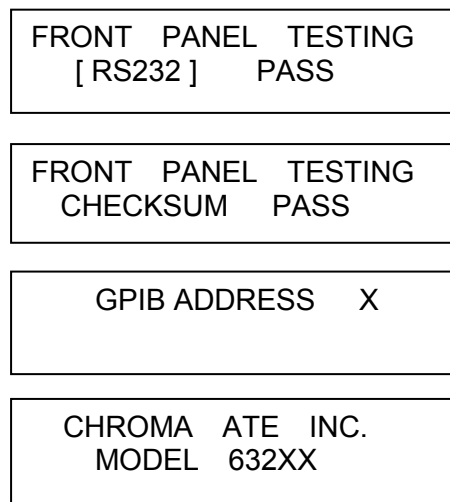 FRONT PANEL TESTING
[ RS232 ] PASS
FRONT PANEL TESTING
CHECKSUM PASS
GPIB ADDRESS X
CHROMA ATE INC.
MODEL 632XX